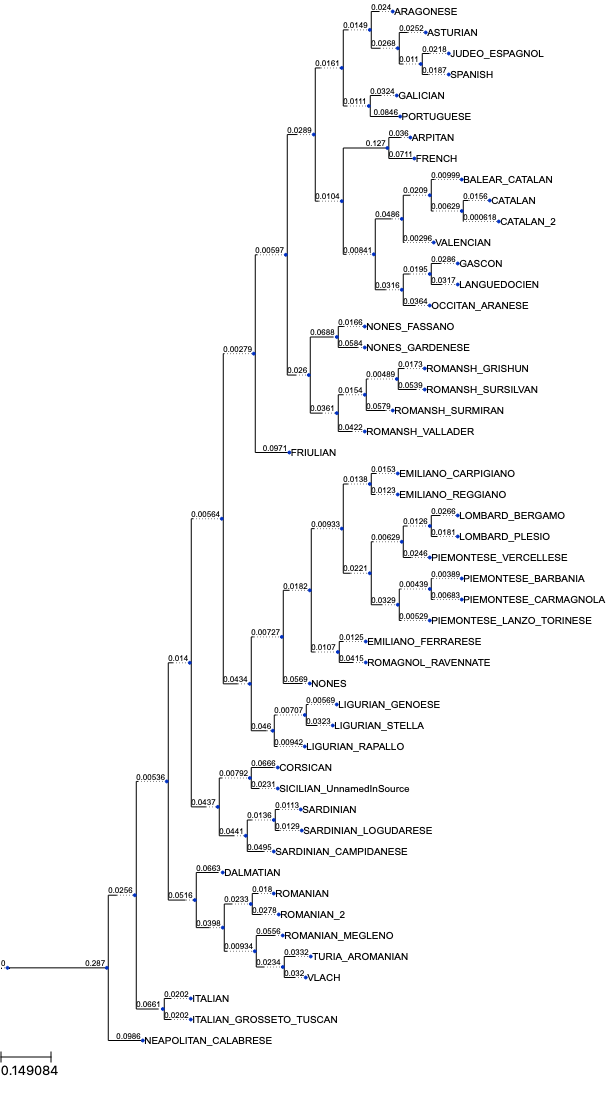 0.024 ARAGONESE
0.0149
0.0252 ASTURIAN
0.0268
0.0218 JUDEO_ESPAGNOL
0.011
0.0161
0.0187 SPANISH
0.0324 GALICIAN
0.0111
0.0846 PORTUGUESE
0.0289
0.036 ARPITAN
0.127
0.0711 FRENCH
0.00999 BALEAR_CATALAN
0.0209
0.0104
0.0156 CATALAN
0.00629
0.0486
0.000618 CATALAN_2
0.00296 VALENCIAN
0.00841
0.00597
0.0286 GASCON
0.0195
0.0317 LANGUEDOCIEN
0.0316
0.0364 OCCITAN_ARANESE
0.0166 NONES_FASSANO
0.0688
0.0584 NONES_GARDENESE
0.00279
0.0173 ROMANSH_GRISHUN
0.026
0.00489
0.0539 ROMANSH_SURSILVAN
0.0154
0.0579 ROMANSH_SURMIRAN
0.0361
0.0422 ROMANSH_VALLADER
0.0971 FRIULIAN
0.0153 EMILIANO_CARPIGIANO
0.0138
0.0123 EMILIANO_REGGIANO
0.00564
0.0266 LOMBARD_BERGAMO
0.00933
0.0126
0.0181 LOMBARD_PLESIO
0.00629
0.0246 PIEMONTESE_VERCELLESE
0.0221
0.00389 PIEMONTESE_BARBANIA
0.0182
0.00439
0.00683 PIEMONTESE_CARMAGNOLA
0.0329
0.00529 PIEMONTESE_LANZO_TORINESE
0.00727
0.0125 EMILIANO_FERRARESE
0.0107
0.014
0.0415 ROMAGNOL_RAVENNATE
0.0434
0.0569 NONES
0.00569 LIGURIAN_GENOESE
0.00707
0.0323 LIGURIAN_STELLA
0.046
0.00942 LIGURIAN_RAPALLO
0.0666 CORSICAN
0.00792
0.00536
0.0231 SICILIAN_UnnamedInSource
0.0437
0.0113 SARDINIAN
0.0136
0.0129 SARDINIAN_LOGUDARESE
0.0441
0.0495 SARDINIAN_CAMPIDANESE
0.0663 DALMATIAN
0.0256
0.0516
0.018 ROMANIAN
0.0233
0.0278 ROMANIAN_2
0.0398
0.0556 ROMANIAN_MEGLENO
0.00934
0.0332 TURIA_AROMANIAN
0.0234
0 0.287
0.032 VLACH
0.0202 ITALIAN
0.0661
0.0202 ITALIAN_GROSSETO_TUSCAN
0.0986 NEAPOLITAN_CALABRESE
0.149084